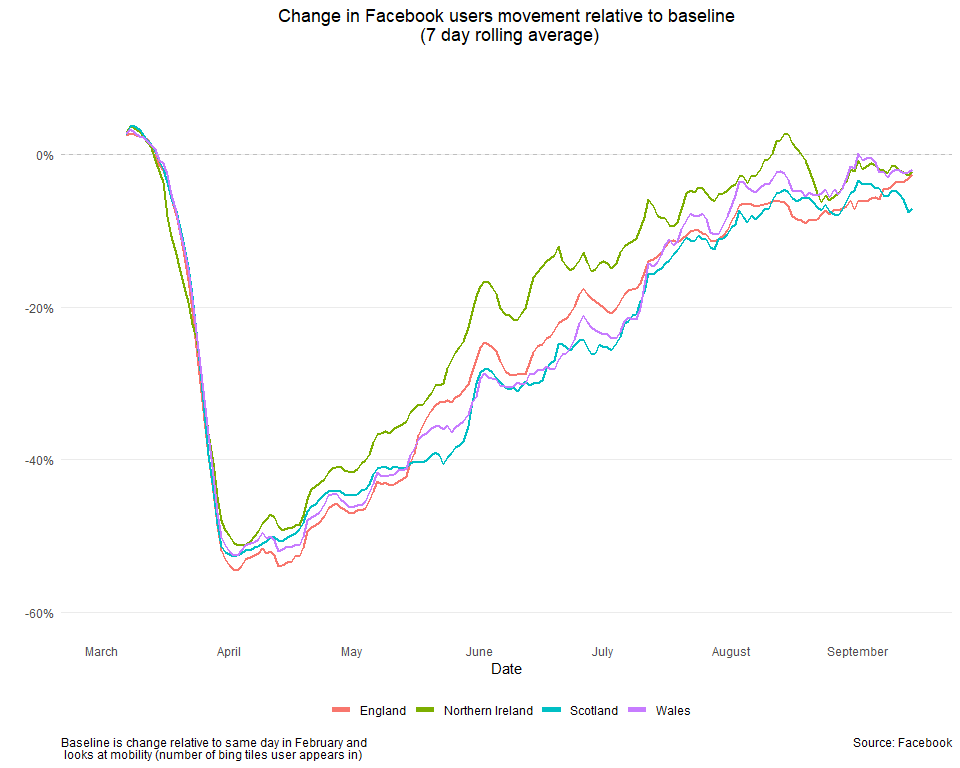 Change in Facebook users movement relative to baseline
(7 day rolling average)
0%
-20%
-40%
-60%
March April May June July August September
Date
England Northern Ireland Scotland Wales
Baseline is change relative to same day in February and
looks at mobility (number of bing tiles user appears in)
Source: Facebook